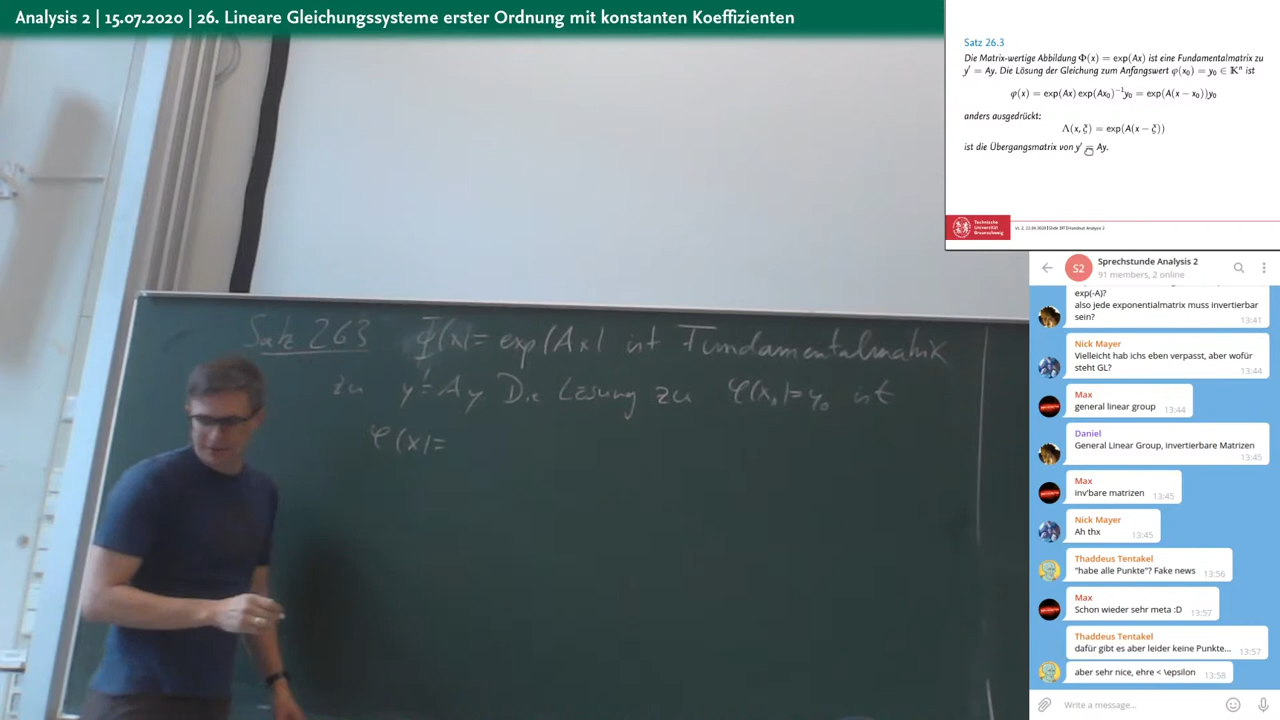 Analysis 2 | 15.07.2020 | 26. Lineare Gleichungssysteme erster Ordnung mit konstanten Koeffizienten
Satz 26.3
Die Matrix-wertige Abbildung Φ(x) = exp(Ax) ist eine Fundamentalmatrix zu
y′ = Ay. Die Lösung der Gleichung zum Anfangswert φ(x₀) = y₀ ∈ 𝕂ⁿ ist
φ(x) = exp(Ax) exp(Ax₀)⁻¹y₀ = exp(A(x − x₀))y₀
anders ausgedrückt:
Λ(x, ξ) = exp(A(x − ξ))
ist die Übergangsmatrix von y′ = Ay.
Technische
Universität
Braunschweig
Satz 26.3 Φ(x)= exp(Ax) ist Fundamentalmatrix
zu y′=Ay Die Lösung zu φ(x₀)=y₀ ist
φ(x)=
S2
Sprechstunde Analysis 2
91 members, 2 online
exp(-A)?
also jede exponentialmatrix muss invertierbar
sein?
13:41
Nick Mayer
Vielleicht hab ichs eben verpasst, aber wofür
steht GL?
13:44
Max
general linear group
13:44
Daniel
General Linear Group, invertierbare Matrizen
13:45
Max
inv'bare matrizen
13:45
Nick Mayer
Ah thx
13:45
Thaddeus Tentakel
"habe alle Punkte"? Fake news
13:56
Max
Schon wieder sehr meta :D
13:57
Thaddeus Tentakel
dafür gibt es aber leider keine Punkte...
13:57
aber sehr nice, ehre < \epsilon
13:58
Write a message...